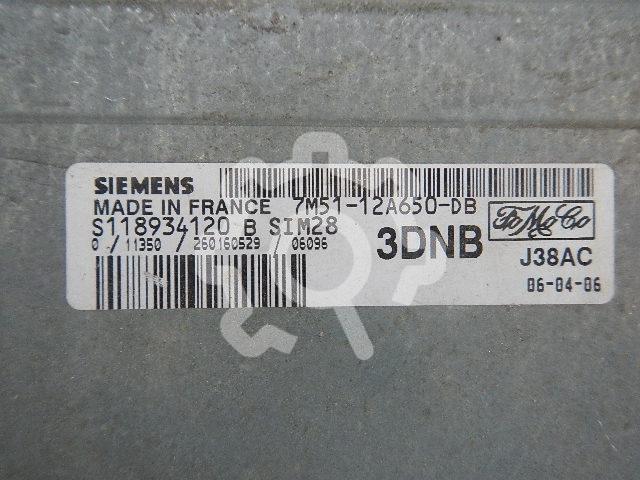 SIEMENS
MADE IN FRANCE 7M51-12A650-DB
S118934120 B SIM28
0 / 11350 / 260160529 / 06096
3DNB
FoMoCo
J38AC
06-04-06